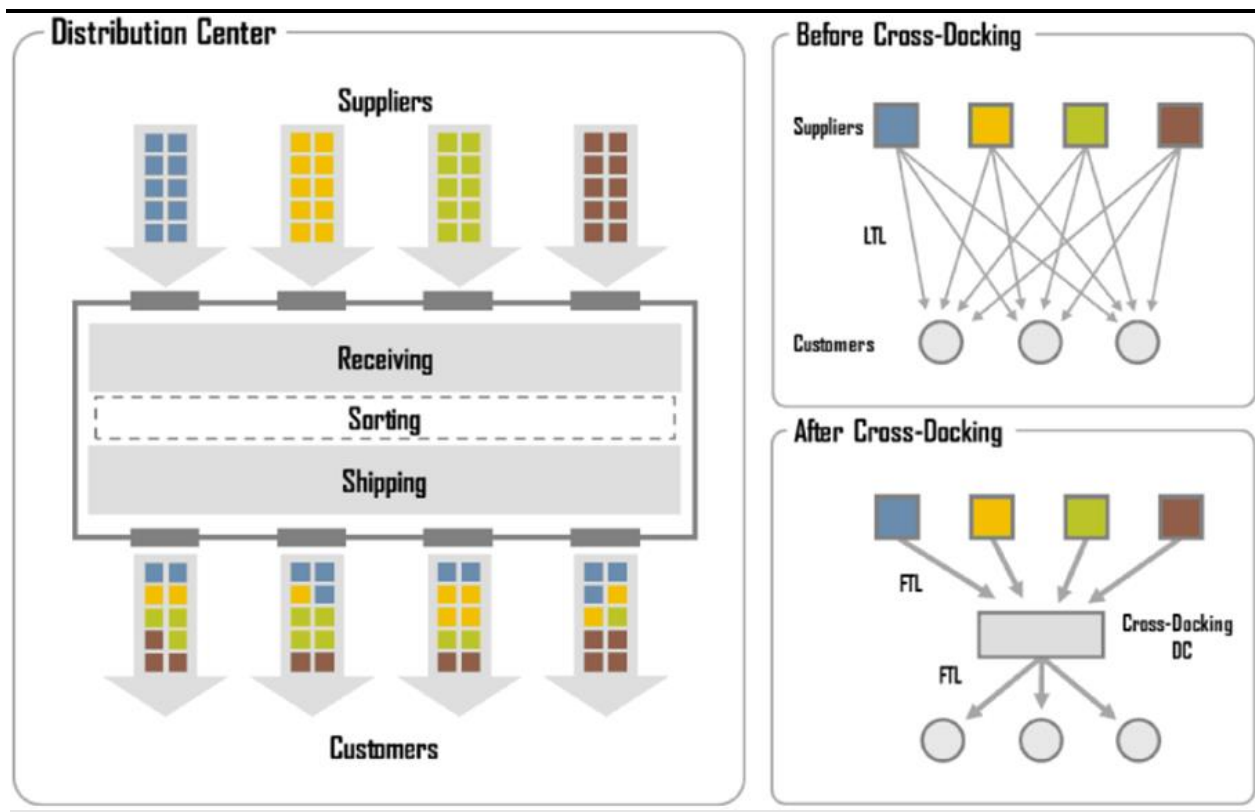 Distribution Center
Suppliers
Receiving
Sorting
Shipping
Customers
Before Cross-Docking
Suppliers
LTL
Customers
After Cross-Docking
FTL
Cross-Docking
DC
FTL